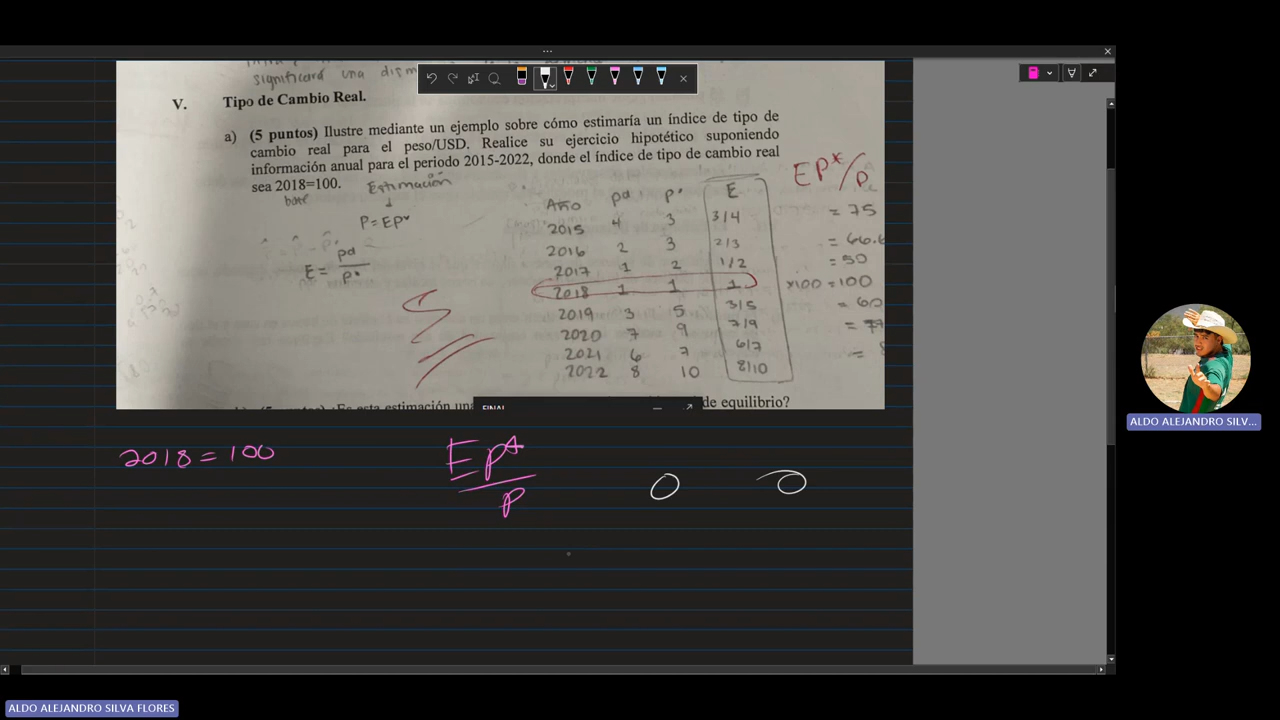 significará una dism
V. Tipo de Cambio Real.
a) (5 puntos) Ilustre mediante un ejemplo sobre cómo estimaría un índice de tipo de
cambio real para el peso/USD. Realice su ejercicio hipotético suponiendo
información anual para el periodo 2015-2022, donde el índice de tipo de cambio real
sea 2018=100.
base
Estimación
P=EP*
E = Pd
P*
Año Pd P* E
2015 4 3 3/4
2016 2 3 2/3
2017 1 2 1/2
2018 1 1 1
2019 3 5 3/5
2020 7 9 7/9
2021 6 7 6/7
2022 8 10 8/10
EP*/P
= 75
= 66.6
= 50
x100 = 100
= 60
= 77
= 8
5
FINAL
de equilibrio?
2018 = 100
EP*
P
ALDO ALEJANDRO SILV...
ALDO ALEJANDRO SILVA FLORES